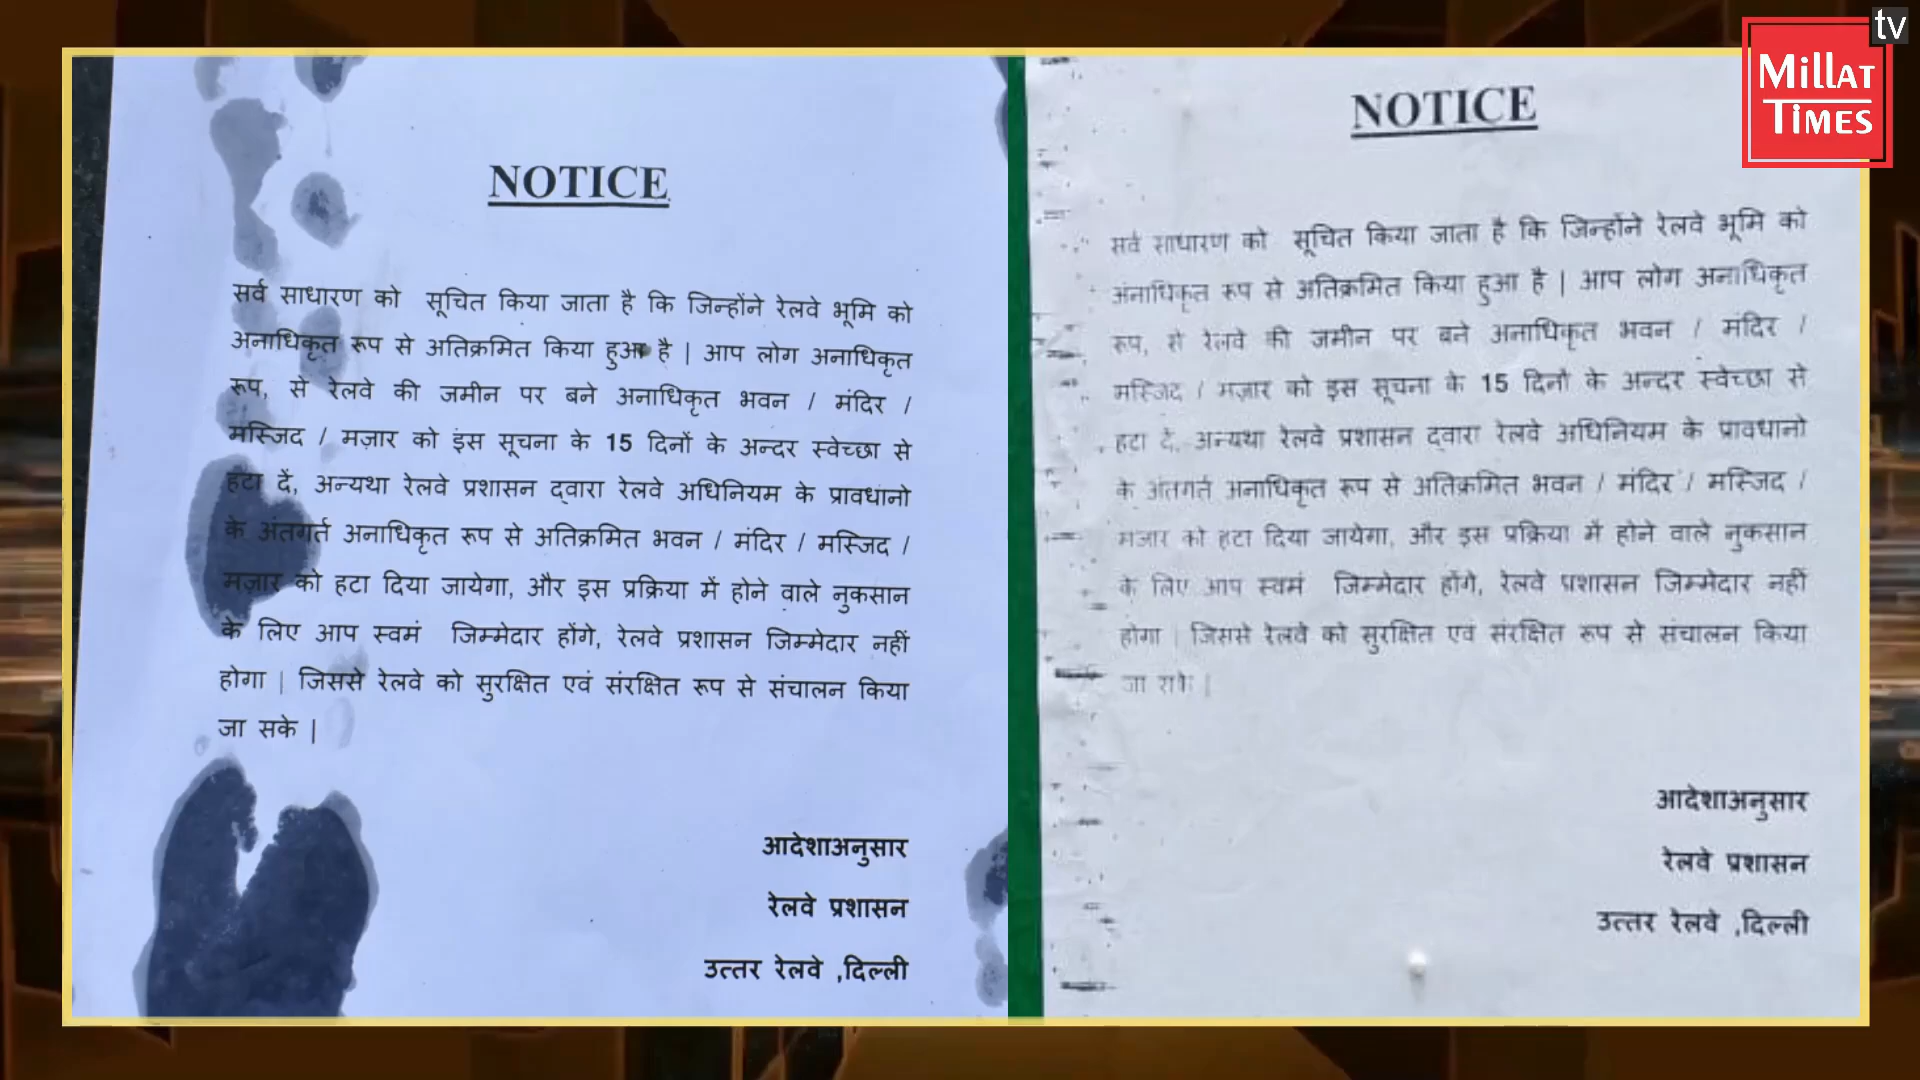 NOTICE
सर्व साधारण को सूचित किया जाता है कि जिन्होंने रेलवे भूमि को
अनाधिकृत रूप से अतिक्रमित किया हुआ है | आप लोग अनाधिकृत
रूप, से रेलवे की जमीन पर बने अनाधिकृत भवन / मंदिर /
मस्जिद / मज़ार को इस सूचना के 15 दिनों के अन्दर स्वेच्छा से
हटा दें, अन्यथा रेलवे प्रशासन द्वारा रेलवे अधिनियम के प्रावधानो
के अंतगर्त अनाधिकृत रूप से अतिक्रमित भवन / मंदिर / मस्जिद /
मज़ार को हटा दिया जायेगा, और इस प्रक्रिया में होने वाले नुकसान
के लिए आप स्वमं जिम्मेदार होंगे, रेलवे प्रशासन जिम्मेदार नहीं
होगा | जिससे रेलवे को सुरक्षित एवं संरक्षित रूप से संचालन किया
जा सके |
आदेशाअनुसार
रेलवे प्रशासन
उत्तर रेलवे ,दिल्ली
NOTICE
सर्व साधारण को सूचित किया जाता है कि जिन्होंने रेलवे भूमि को
अनाधिकृत रूप से अतिक्रमित किया हुआ है | आप लोग अनाधिकृत
रूप, से रेलवे की जमीन पर बने अनाधिकृत भवन / मंदिर /
मस्जिद / मज़ार को इस सूचना के 15 दिनों के अन्दर स्वेच्छा से
हटा दें, अन्यथा रेलवे प्रशासन द्वारा रेलवे अधिनियम के प्रावधानो
के अंतगर्त अनाधिकृत रूप से अतिक्रमित भवन / मंदिर / मस्जिद /
मज़ार को हटा दिया जायेगा, और इस प्रक्रिया में होने वाले नुकसान
के लिए आप स्वमं जिम्मेदार होंगे, रेलवे प्रशासन जिम्मेदार नहीं
होगा | जिससे रेलवे को सुरक्षित एवं संरक्षित रूप से संचालन किया
जा सके |
आदेशाअनुसार
रेलवे प्रशासन
उत्तर रेलवे ,दिल्ली
tv
MillAT
TiMES